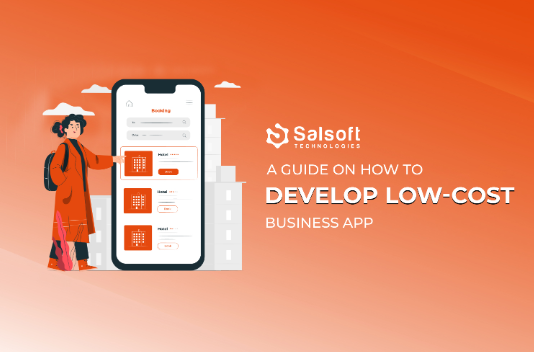 Booking
Hotel
Hotel
Hotel
Salsoft
TECHNOLOGIES
A GUIDE ON HOW TO
DEVELOP LOW-COST
BUSINESS APP